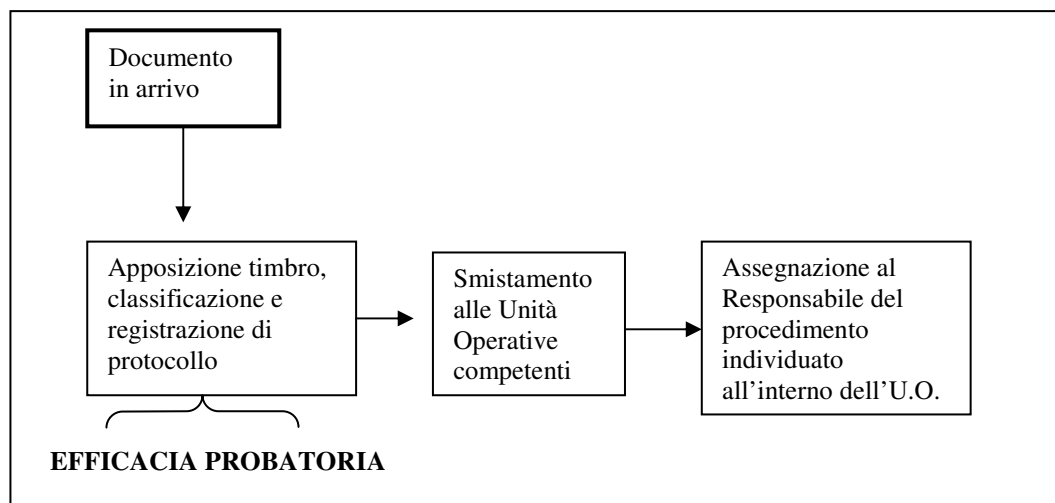 Documento
in arrivo
Apposizione timbro,
classificazione e
registrazione di
protocollo
Smistamento
alle Unità
Operative
competenti
Assegnazione al
Responsabile del
procedimento
individuato
all’interno dell’U.O.
EFFICACIA PROBATORIA